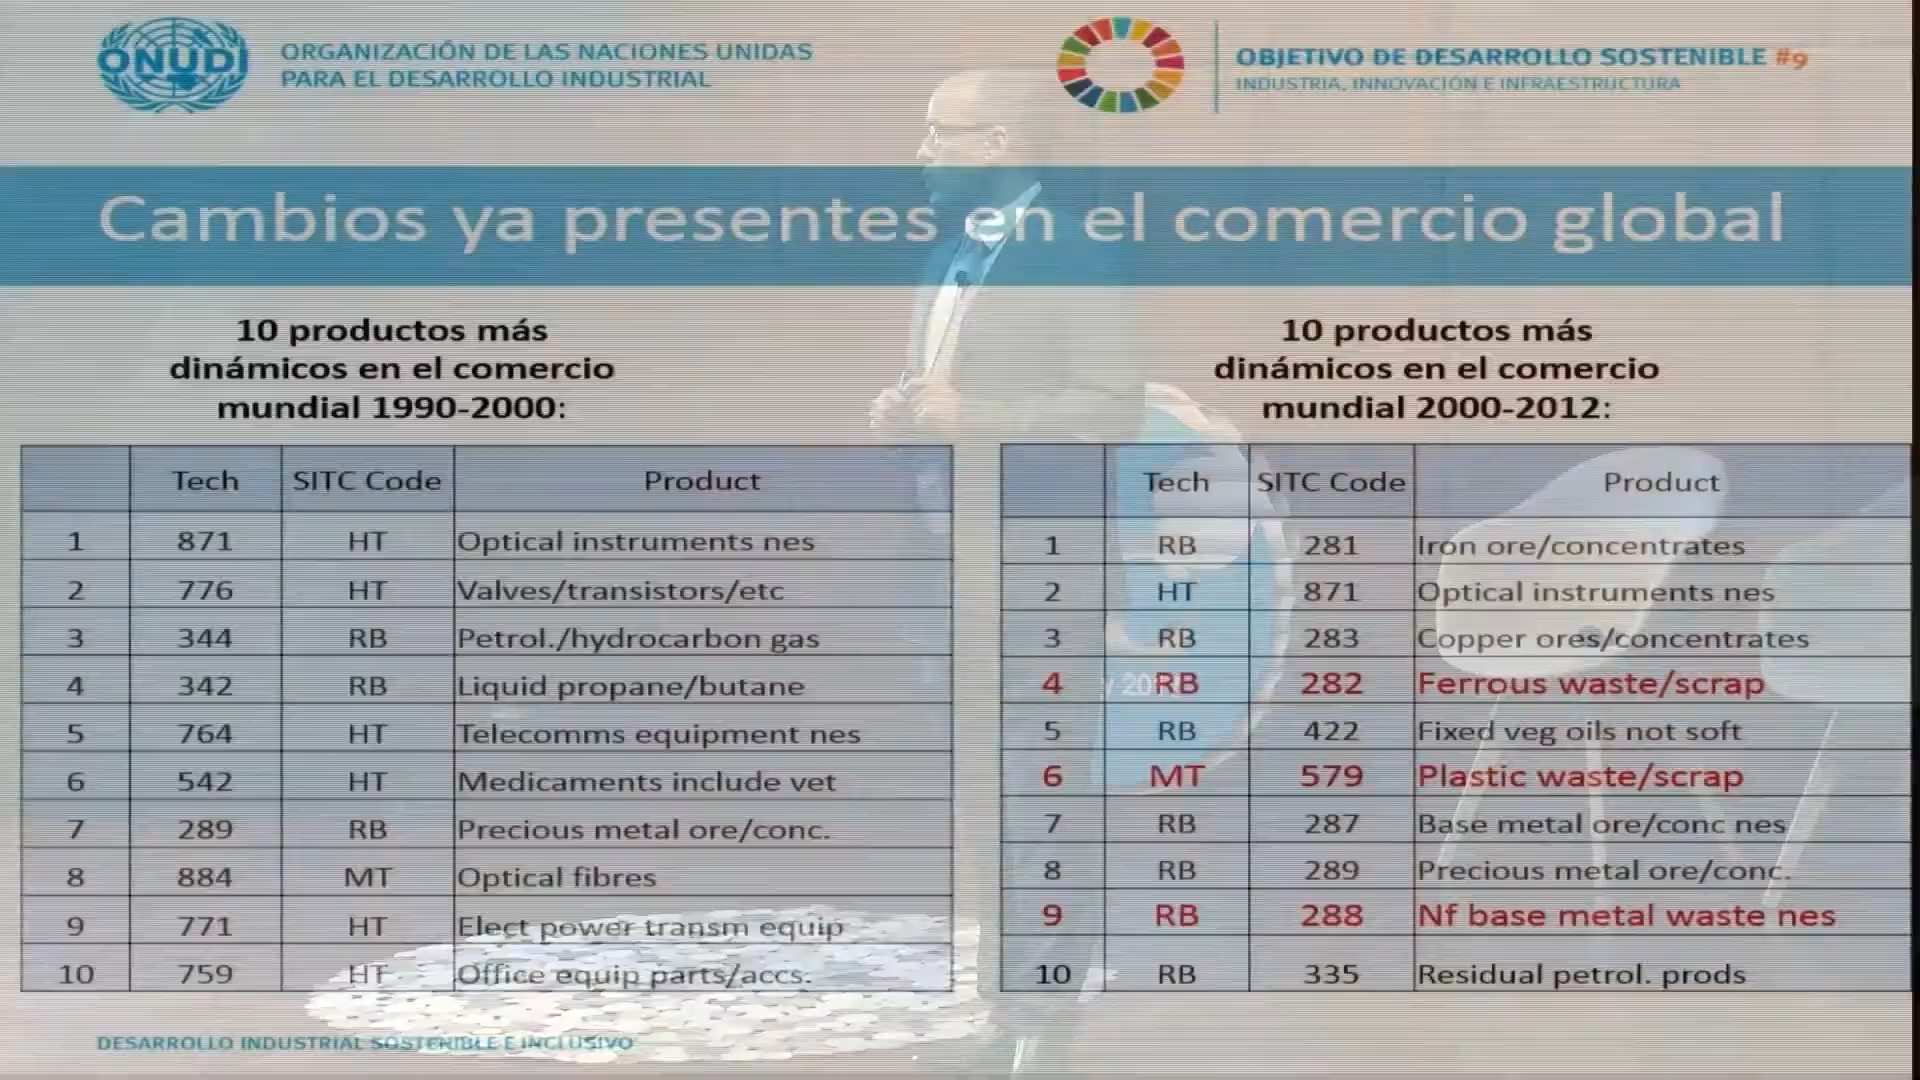 ONUDI
ORGANIZACIÓN DE LAS NACIONES UNIDAS
PARA EL DESARROLLO INDUSTRIAL
OBJETIVO DE DESARROLLO SOSTENIBLE #9
INDUSTRIA, INNOVACIÓN E INFRAESTRUCTURA
Cambios ya presentes en el comercio global
10 productos más
dinámicos en el comercio
mundial 1990-2000:
Tech SITC Code Product
1 871 HT Optical instruments nes
2 776 HT Valves/transistors/etc
3 344 RB Petrol./hydrocarbon gas
4 342 RB Liquid propane/butane
5 764 HT Telecomms equipment nes
6 542 HT Medicaments include vet
7 289 RB Precious metal ore/conc.
8 884 MT Optical fibres
9 771 HT Elect power transm equip
10 759 HT Office equip parts/accs.
10 productos más
dinámicos en el comercio
mundial 2000-2012:
Tech SITC Code Product
1 RB 281 Iron ore/concentrates
2 HT 871 Optical instruments nes
3 RB 283 Copper ores/concentrates
4 RB 282 Ferrous waste/scrap
5 RB 422 Fixed veg oils not soft
6 MT 579 Plastic waste/scrap
7 RB 287 Base metal ore/conc nes
8 RB 289 Precious metal ore/conc.
9 RB 288 Nf base metal waste nes
10 RB 335 Residual petrol. prods
DESARROLLO INDUSTRIAL SOSTENIBLE E INCLUSIVO